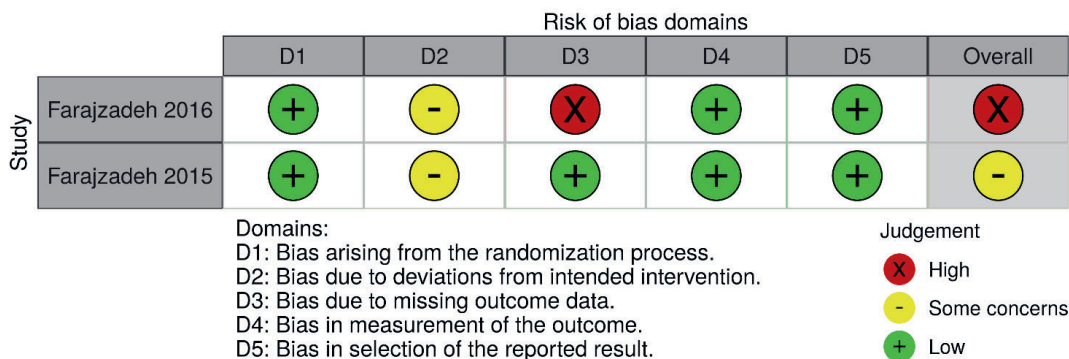 Risk of bias domains
D1 D2 D3 D4 D5 Overall
Study
Farajzadeh 2016 + - X + + X
Farajzadeh 2015 + - + + + -
Domains:
D1: Bias arising from the randomization process.
D2: Bias due to deviations from intended intervention.
D3: Bias due to missing outcome data.
D4: Bias in measurement of the outcome.
D5: Bias in selection of the reported result.
Judgement
X High
- Some concerns
+ Low